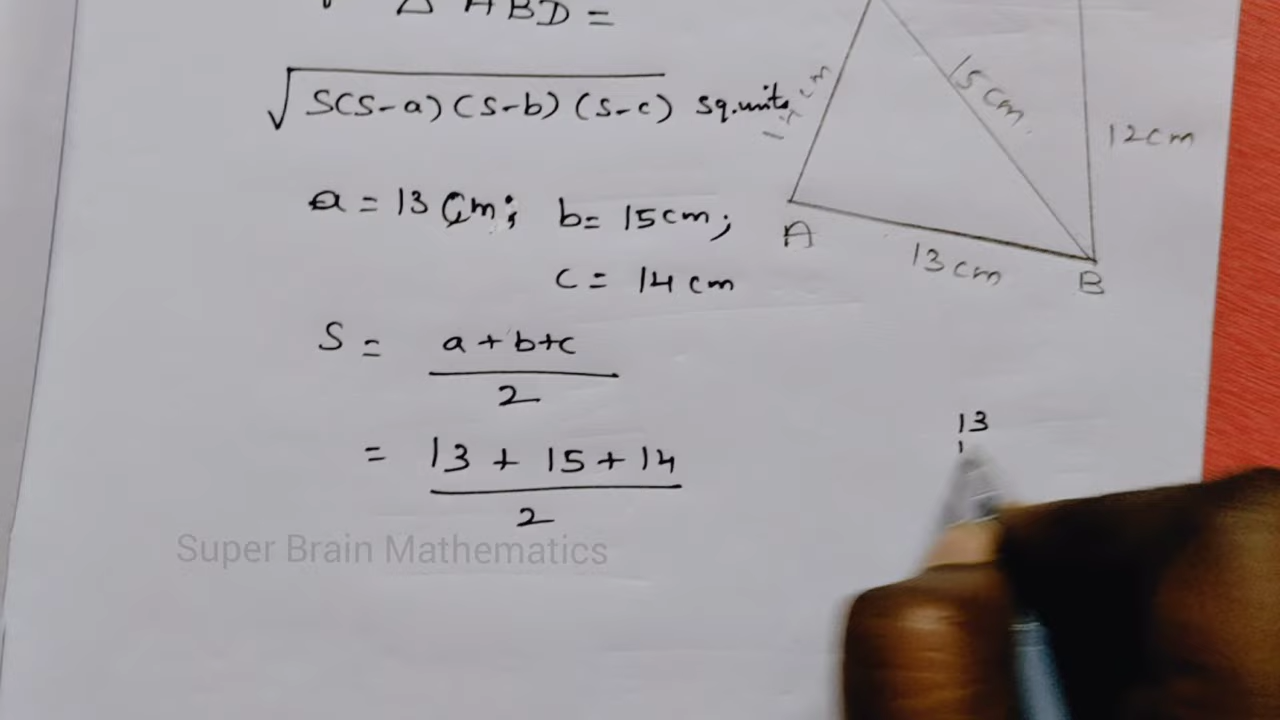 Δ ABD =
√S(S-a)(S-b)(S-c) sq.units
a = 13 cm; b= 15cm;
c = 14 cm
S = a+b+c
2
= 13 + 15 + 14
2
15cm.
12cm
A
13cm
B
13
Super Brain Mathematics